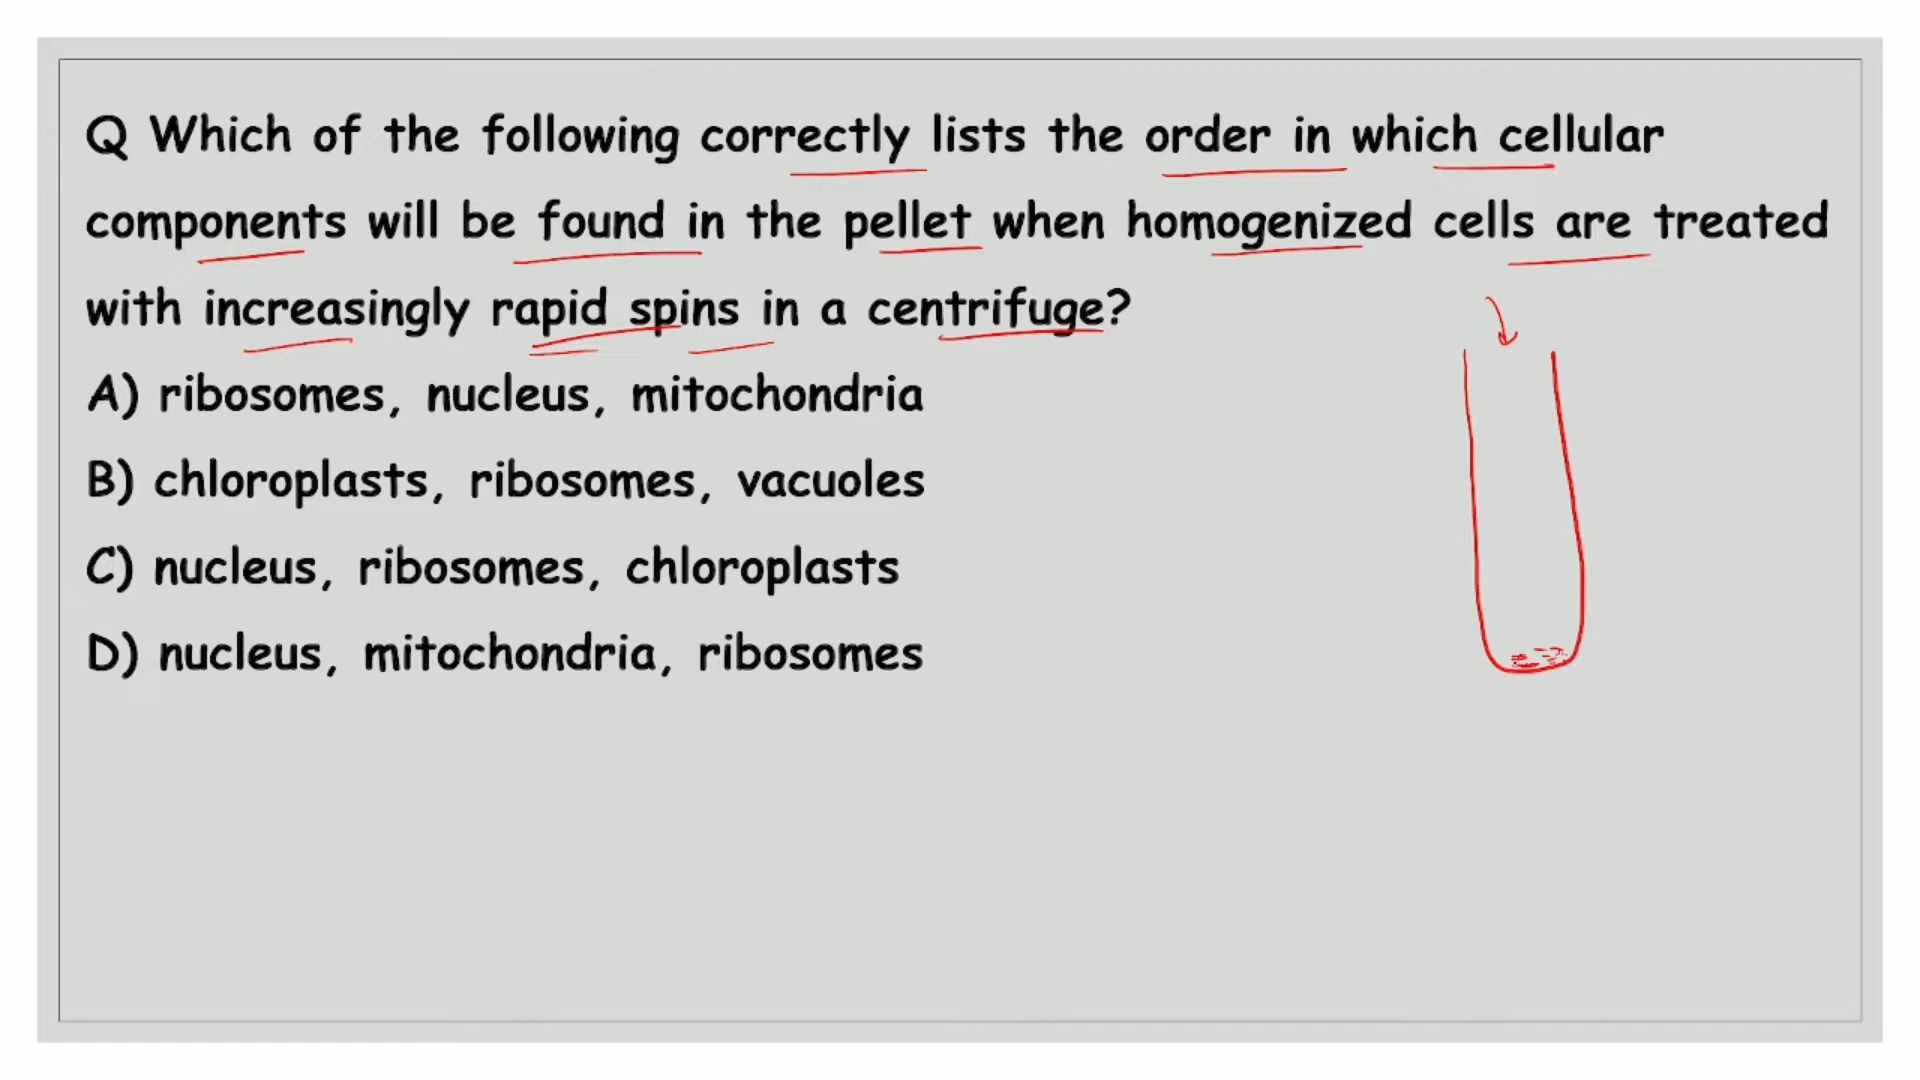 Q Which of the following correctly lists the order in which cellular
components will be found in the pellet when homogenized cells are treated
with increasingly rapid spins in a centrifuge?
A) ribosomes, nucleus, mitochondria
B) chloroplasts, ribosomes, vacuoles
C) nucleus, ribosomes, chloroplasts
D) nucleus, mitochondria, ribosomes